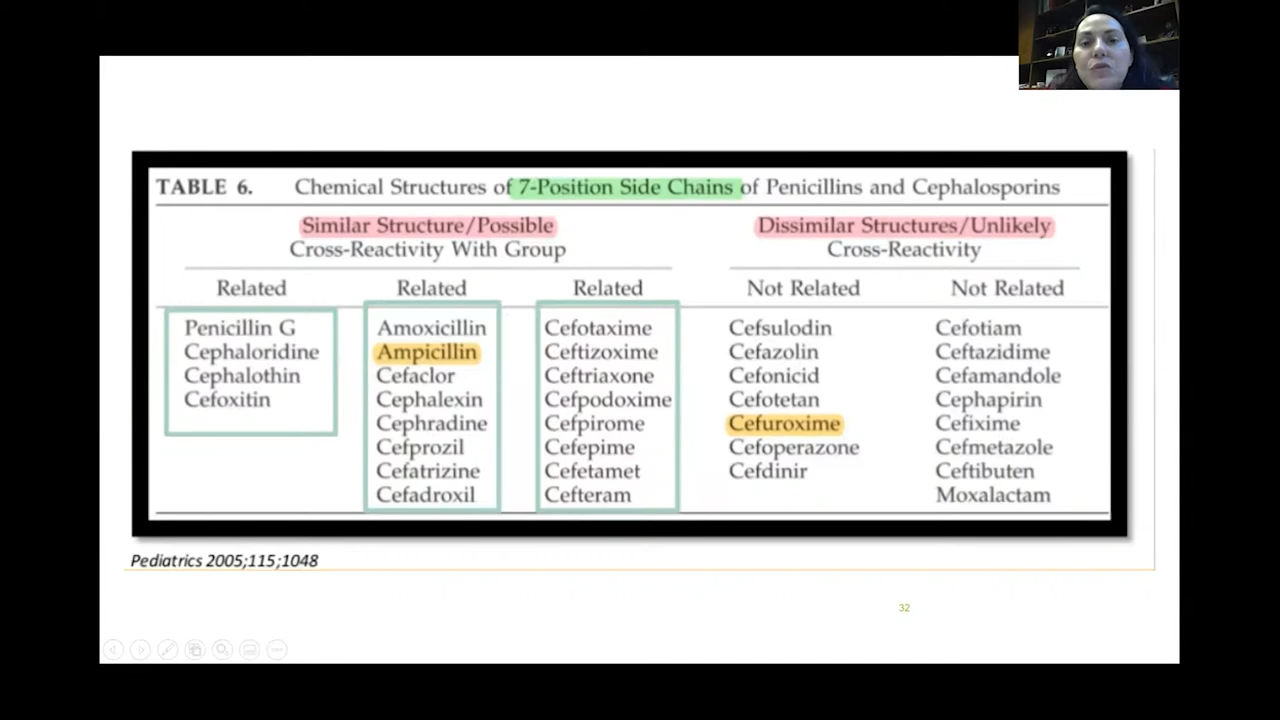 TABLE 6. Chemical Structures of 7-Position Side Chains of Penicillins and Cephalosporins
Similar Structure/Possible Dissimilar Structures/Unlikely
Cross-Reactivity With Group Cross-Reactivity
Related Related Related Not Related Not Related
Penicillin G Amoxicillin Cefotaxime Cefsulodin Cefotiam
Cephaloridine Ampicillin Ceftizoxime Cefazolin Ceftazidime
Cephalothin Cefaclor Ceftriaxone Cefonicid Cefamandole
Cefoxitin Cephalexin Cefpodoxime Cefotetan Cephapirin
Cephradine Cefpirome Cefuroxime Cefixime
Cefprozil Cefepime Cefoperazone Cefmetazole
Cefatrizine Cefetamet Cefdinir Ceftibuten
Cefadroxil Cefteram Moxalactam
Pediatrics 2005;115;1048
32